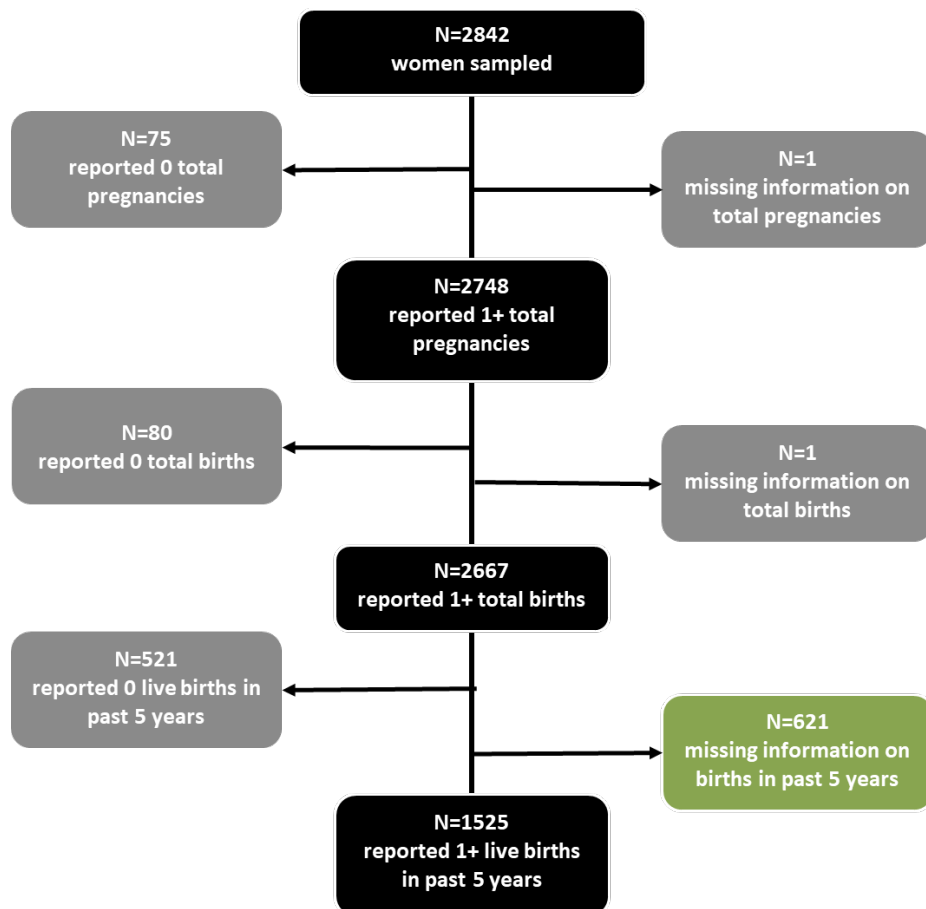 N=2842
women sampled
N=75
reported 0 total
pregnancies
N=1
missing information on
total pregnancies
N=2748
reported 1+ total
pregnancies
N=80
reported 0 total births
N=1
missing information on
total births
N=2667
reported 1+ total births
N=521
reported 0 live births in
past 5 years
N=621
missing information on
births in past 5 years
N=1525
reported 1+ live births
in past 5 years